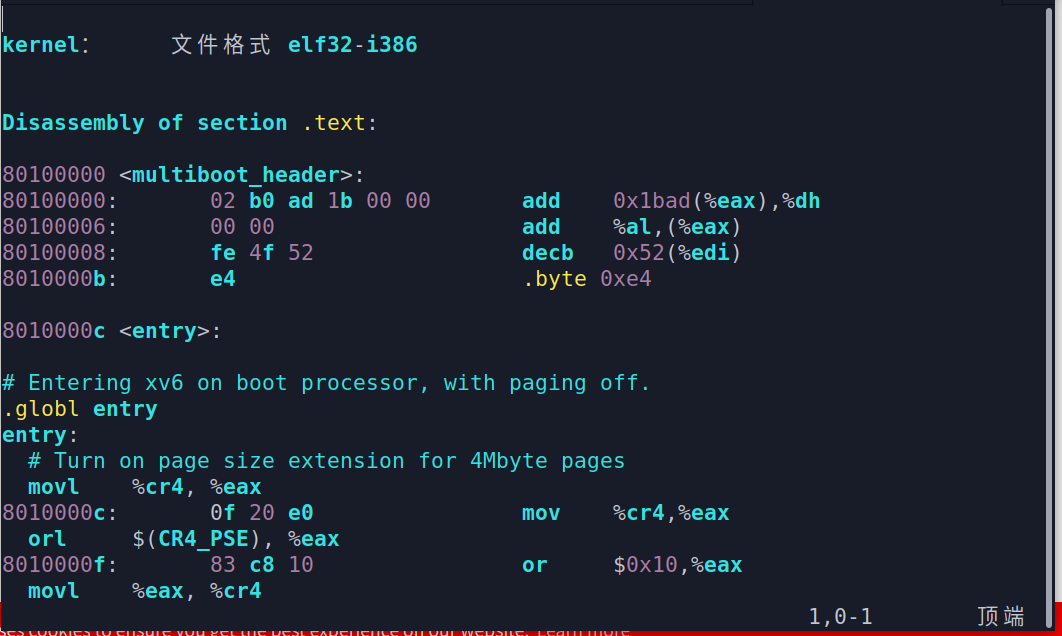 kernel：     文件格式 elf32-i386
Disassembly of section .text:
80100000 <multiboot_header>:
80100000:       02 b0 ad 1b 00 00       add    0x1bad(%eax),%dh
80100006:       00 00                   add    %al,(%eax)
80100008:       fe 4f 52                decb   0x52(%edi)
8010000b:       e4                      .byte 0xe4
8010000c <entry>:
# Entering xv6 on boot processor, with paging off.
.globl entry
entry:
  # Turn on page size extension for 4Mbyte pages
  movl    %cr4, %eax
8010000c:       0f 20 e0                mov    %cr4,%eax
  orl     $(CR4_PSE), %eax
8010000f:       83 c8 10                or     $0x10,%eax
  movl    %eax, %cr4
1,0-1         顶端
ses cookies to ensure you get the best experience on our website. Learn more